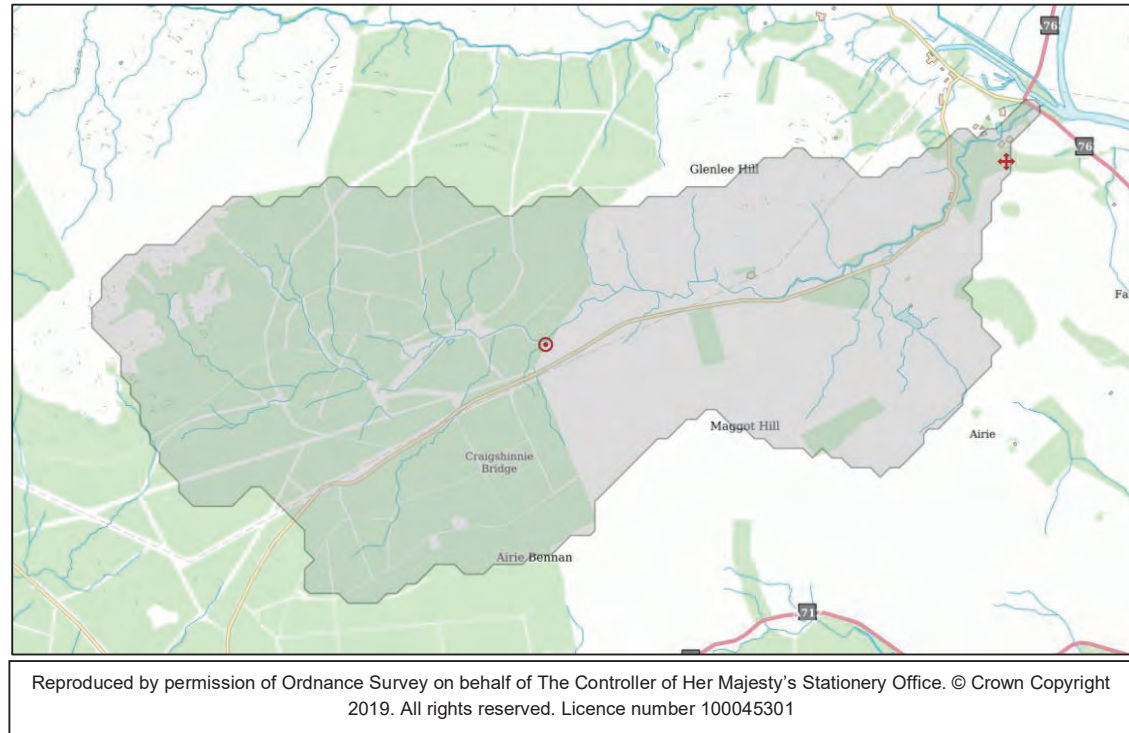 76
Glenlee Hill
76
Fa
Maggot Hill
Airie
Craigshinnie
Bridge
Airie Bennan
71
Reproduced by permission of Ordnance Survey on behalf of The Controller of Her Majesty’s Stationery Office. © Crown Copyright
2019. All rights reserved. Licence number 100045301